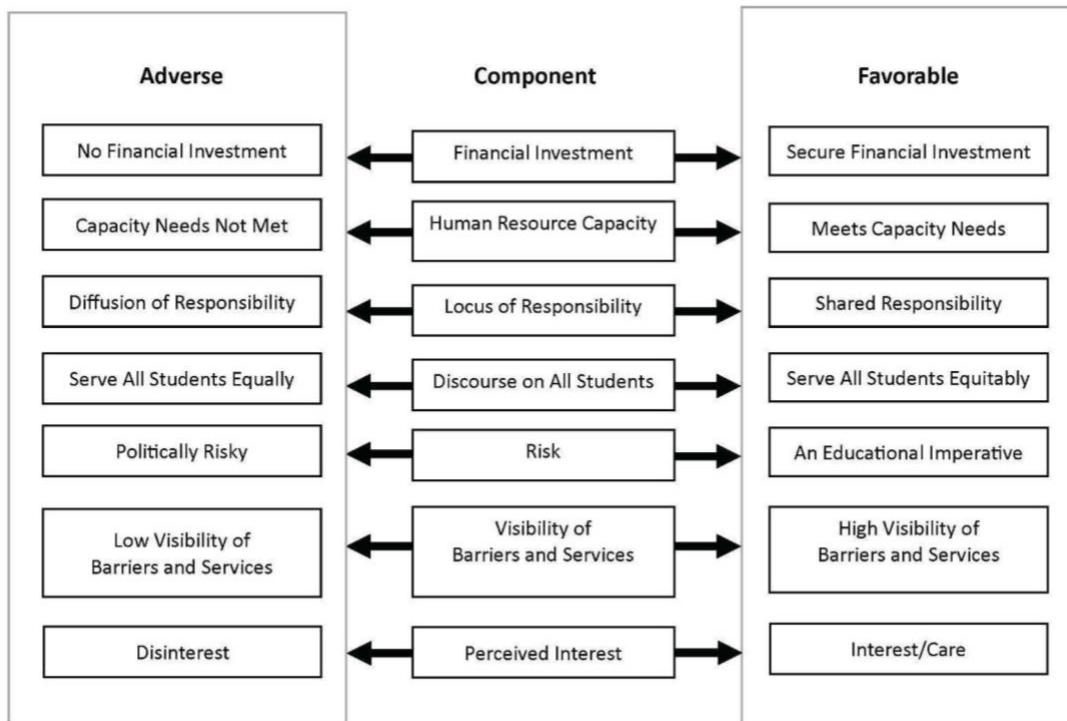 Adverse
Component
Favorable
No Financial Investment
Financial Investment
Secure Financial Investment
Capacity Needs Not Met
Human Resource Capacity
Meets Capacity Needs
Diffusion of Responsibility
Locus of Responsibility
Shared Responsibility
Serve All Students Equally
Discourse on All Students
Serve All Students Equitably
Politically Risky
Risk
An Educational Imperative
Low Visibility of
Barriers and Services
Visibility of
Barriers and Services
High Visibility of
Barriers and Services
Disinterest
Perceived Interest
Interest/Care